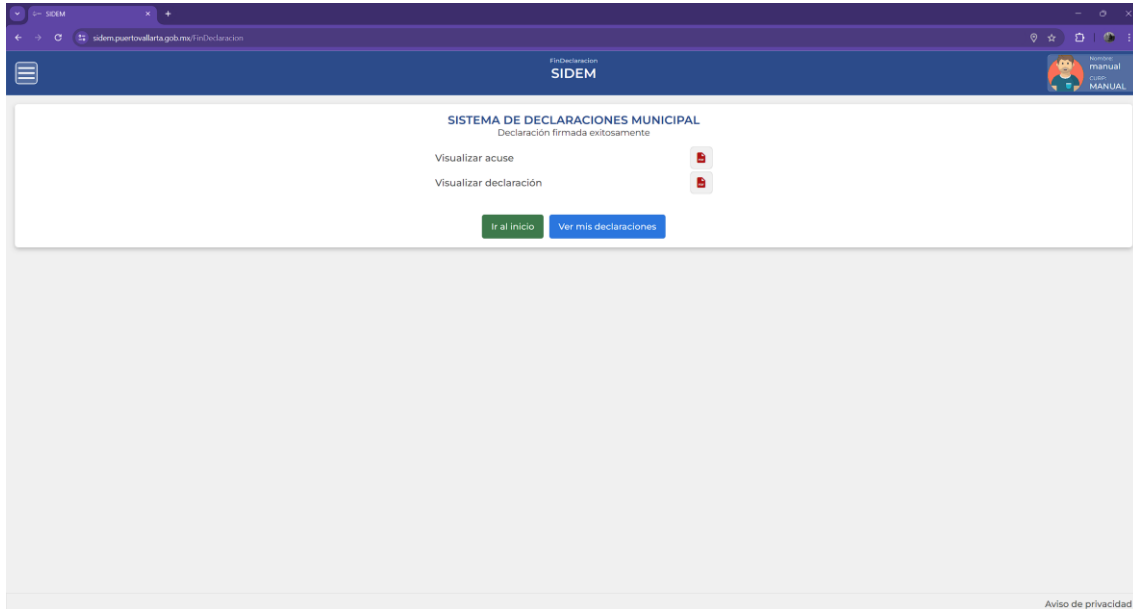 SIDEM
sidem.puertovallarta.gob.mx/FinDeclaracion
FinDeclaracion
SIDEM
Nombre:
manual
CURP:
MANUAL
SISTEMA DE DECLARACIONES MUNICIPAL
Declaración firmada exitosamente
Visualizar acuse
Visualizar declaración
Ir al inicio Ver mis declaraciones
Aviso de privacidad